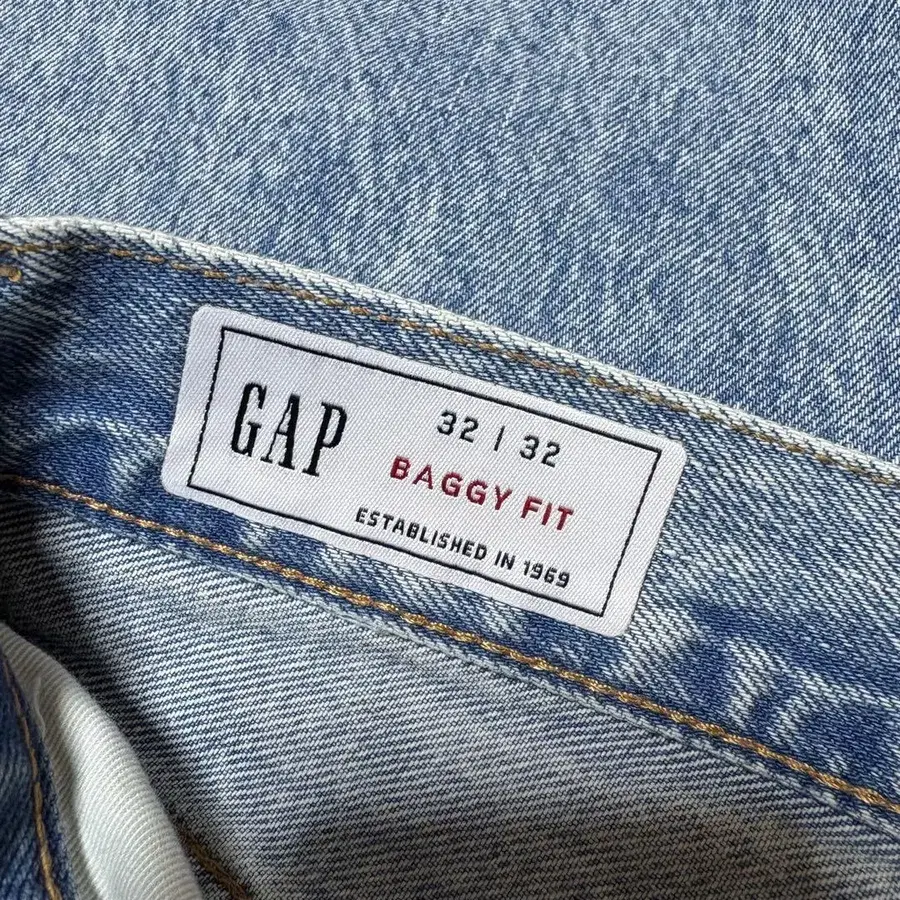 GAP
32 | 32
BAGGY FIT
ESTABLISHED IN 1969